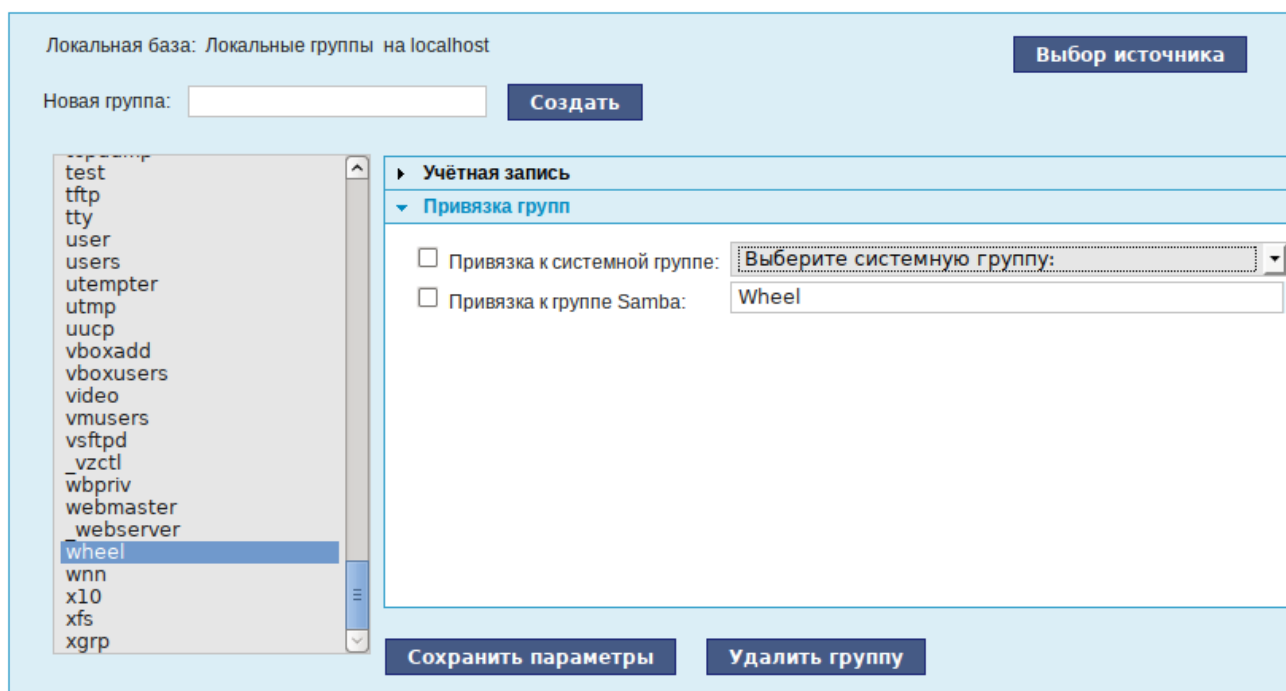 Локальная база: Локальные группы на localhost
Выбор источника
Новая группа:
Создать
test
tftp
tty
user
users
utempter
utmp
uucp
vboxadd
vboxusers
video
vmusers
vsftpd
_vzctl
wbpriv
webmaster
_webserver
wheel
wnn
x10
xfs
xgrp
Учётная запись
Привязка групп
Привязка к системной группе: Выберите системную группу:
Привязка к группе Samba: Wheel
Сохранить параметры
Удалить группу